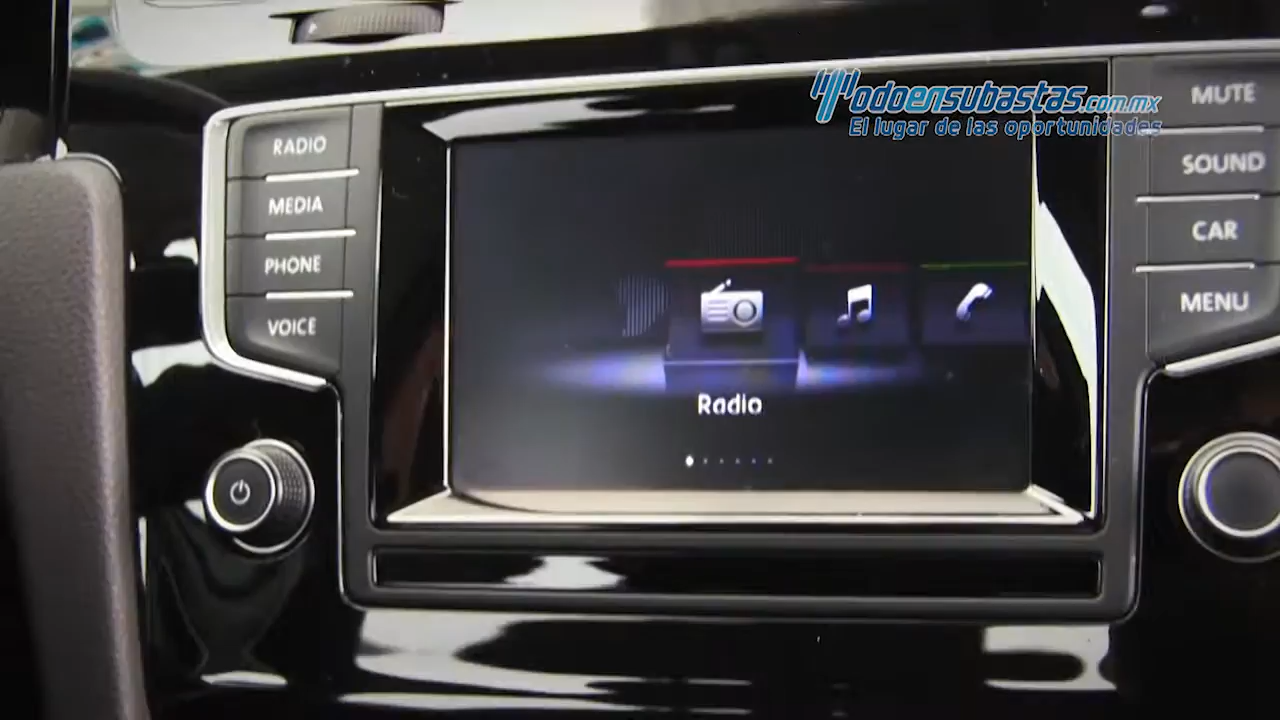 Todoensubastas.com.mx
El lugar de las oportunidades
MUTE
RADIO
SOUND
MEDIA
CAR
PHONE
MENU
VOICE
Radio